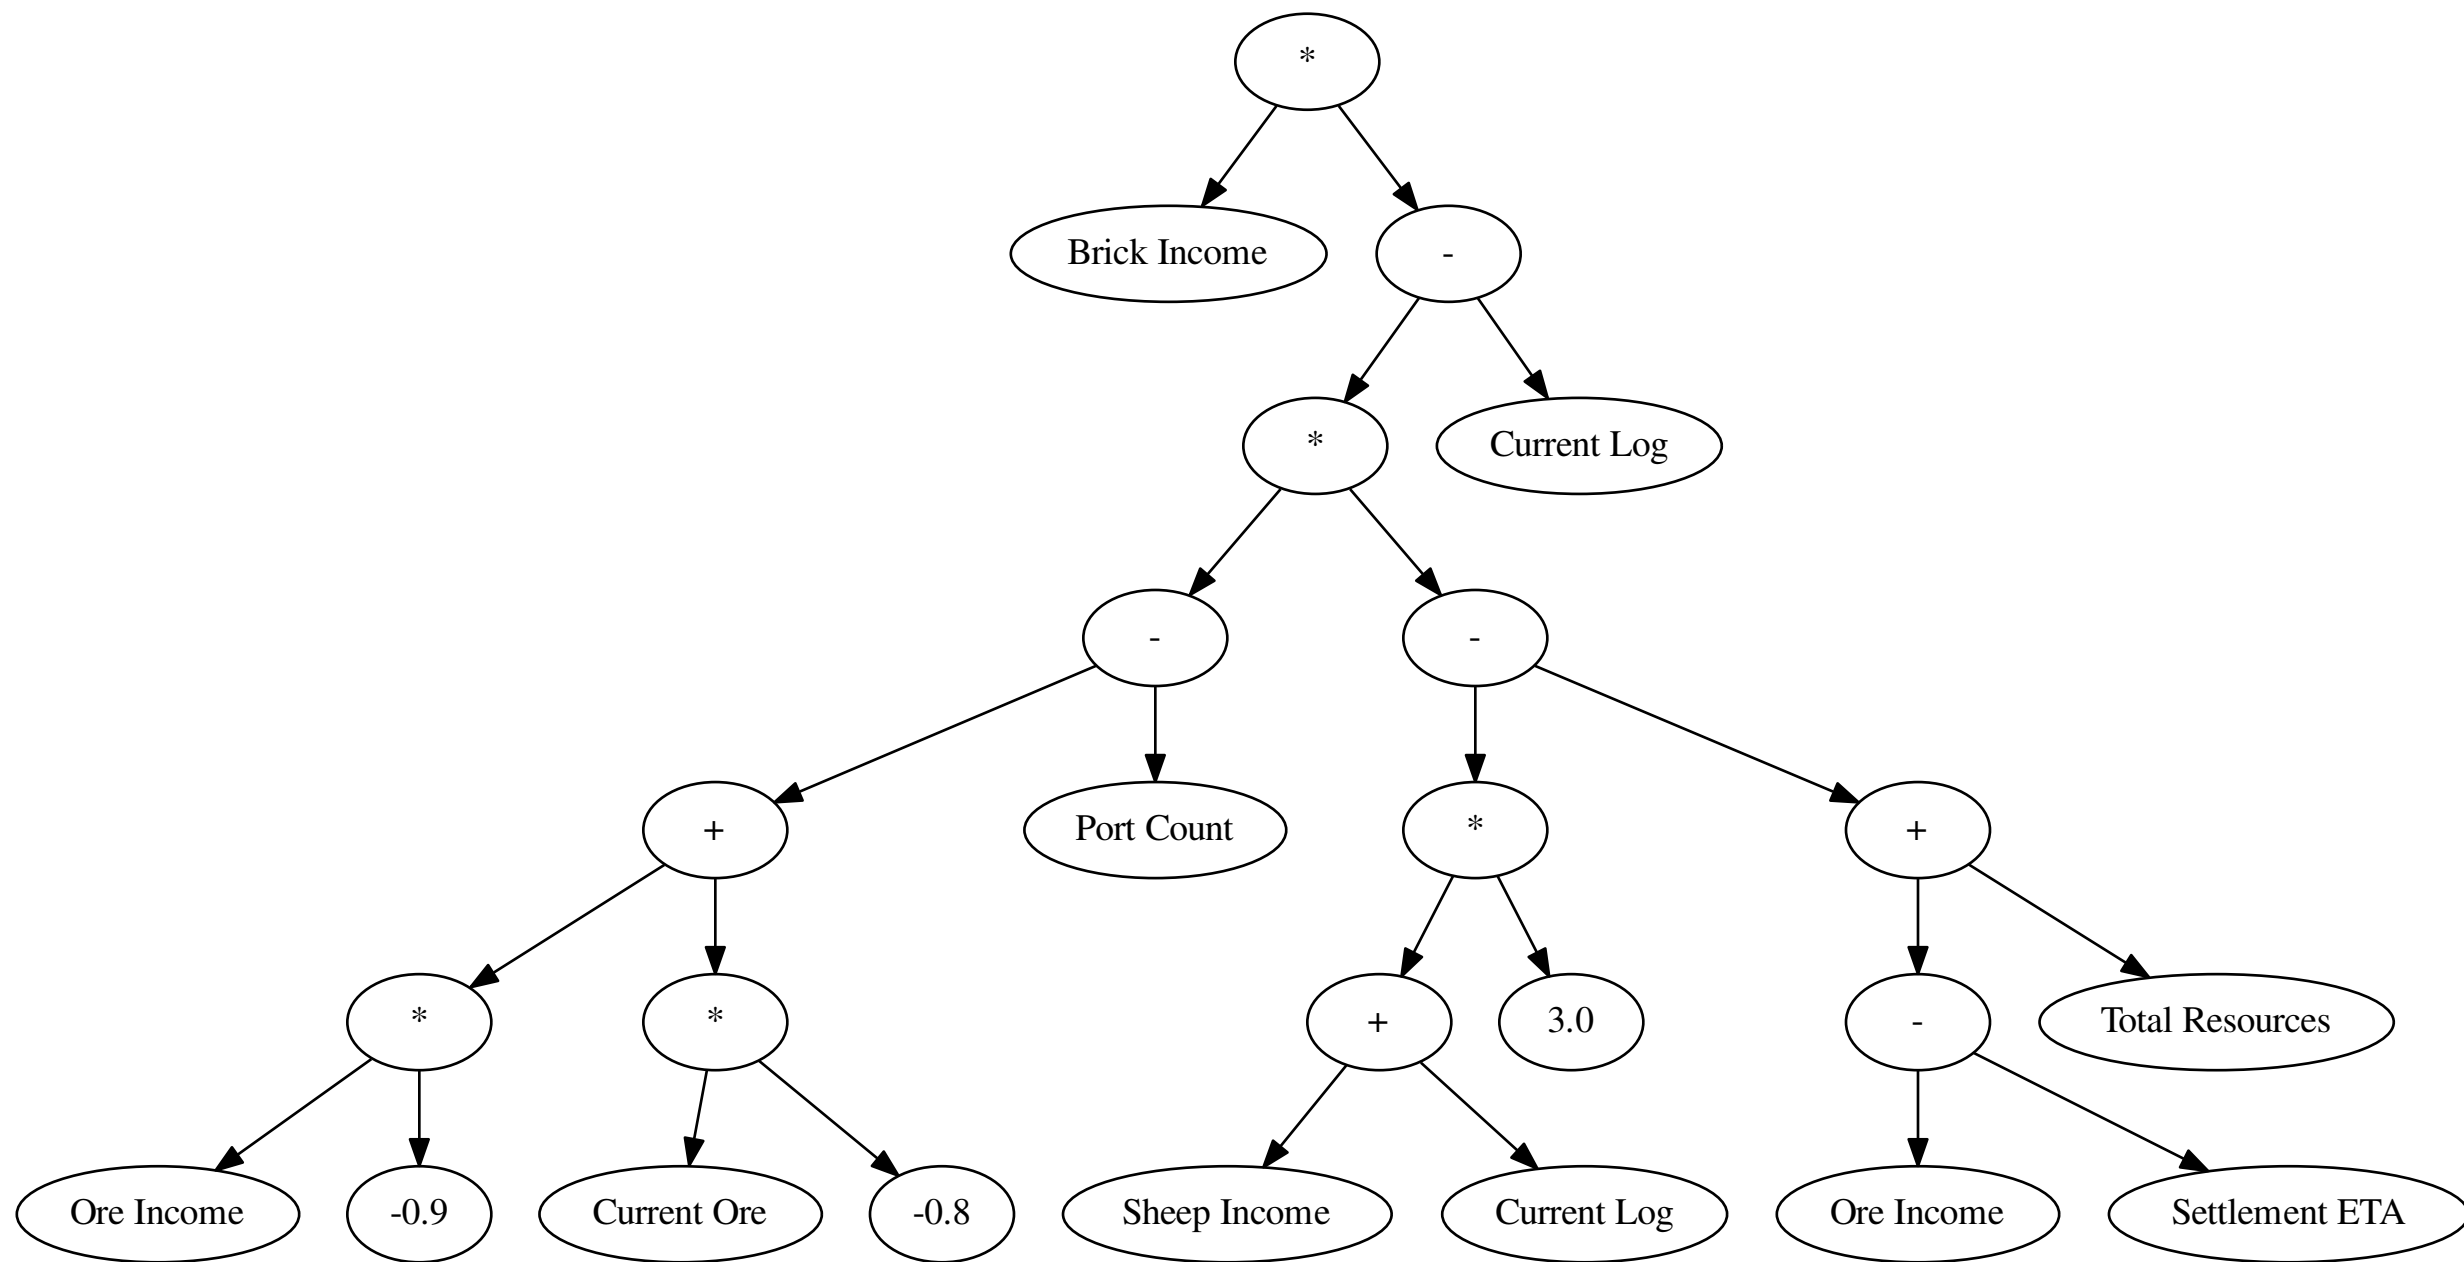 *
Brick Income
-
*
Current Log
-
-
+
Port Count
*
+
*
*
+
3.0
-
Total Resources
Ore Income
-0.9
Current Ore
-0.8
Sheep Income
Current Log
Ore Income
Settlement ETA